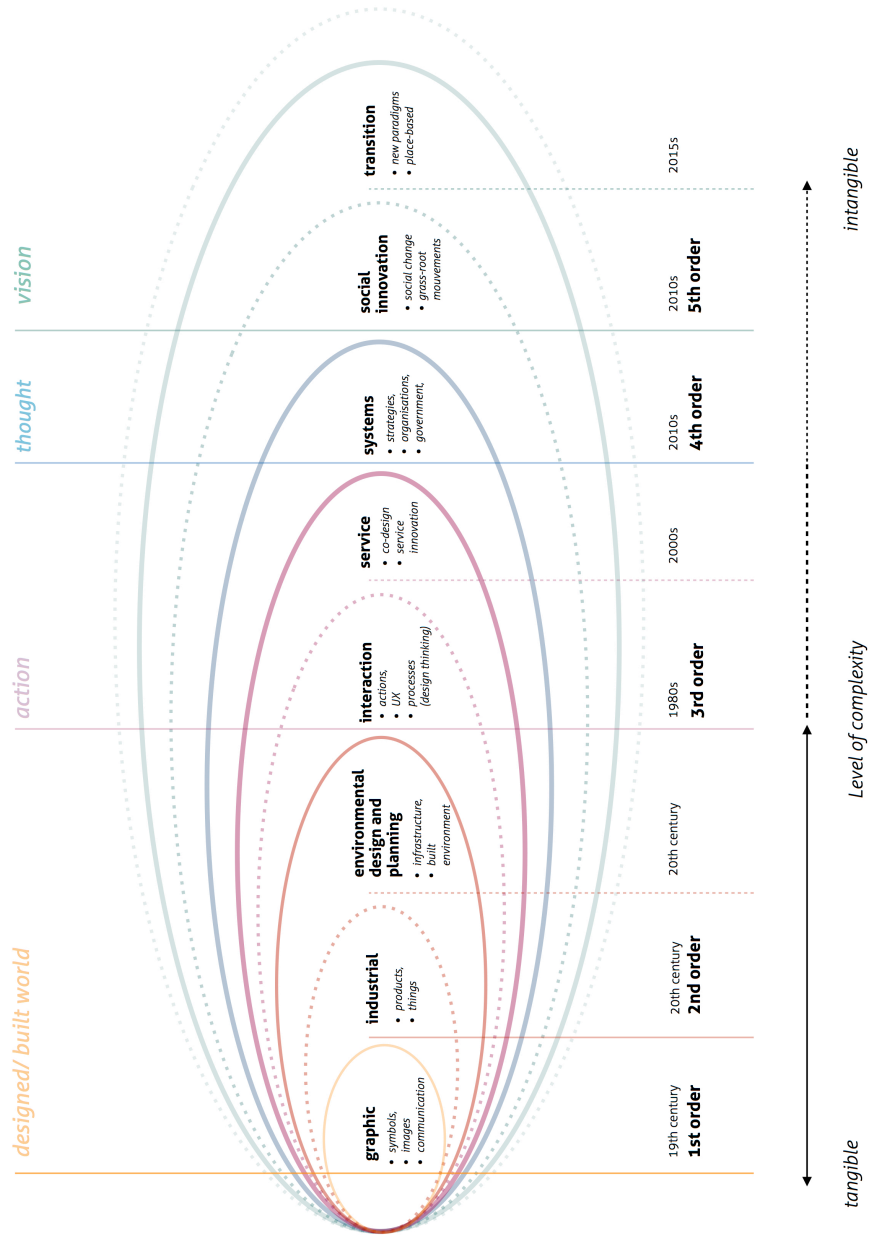 designed/ built world
action
thought
vision
graphic
• symbols,
• images
• communication
industrial
• products,
• things
environmental
design and
planning
• infrastructure,
• built
environment
interaction
• actions,
• UX
• processes
(design thinking)
service
• co-design
• service
innovation
systems
• strategies,
• organisations,
• government,
social
innovation
• social change
• grass-root
mouvements
transition
• new paradigms
• place-based
19th century
1st order
20th century
2nd order
20th century
1980s
3rd order
2000s
2010s
4th order
2010s
5th order
2015s
tangible
Level of complexity
intangible